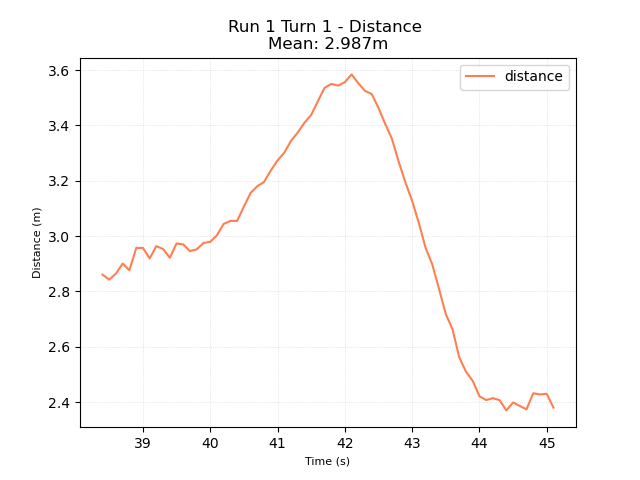 Run 1 Turn 1 - Distance
Mean: 2.987m
distance
3.6
3.4
3.2
3.0
2.8
2.6
2.4
Distance (m)
39 40 41 42 43 44 45
Time (s)